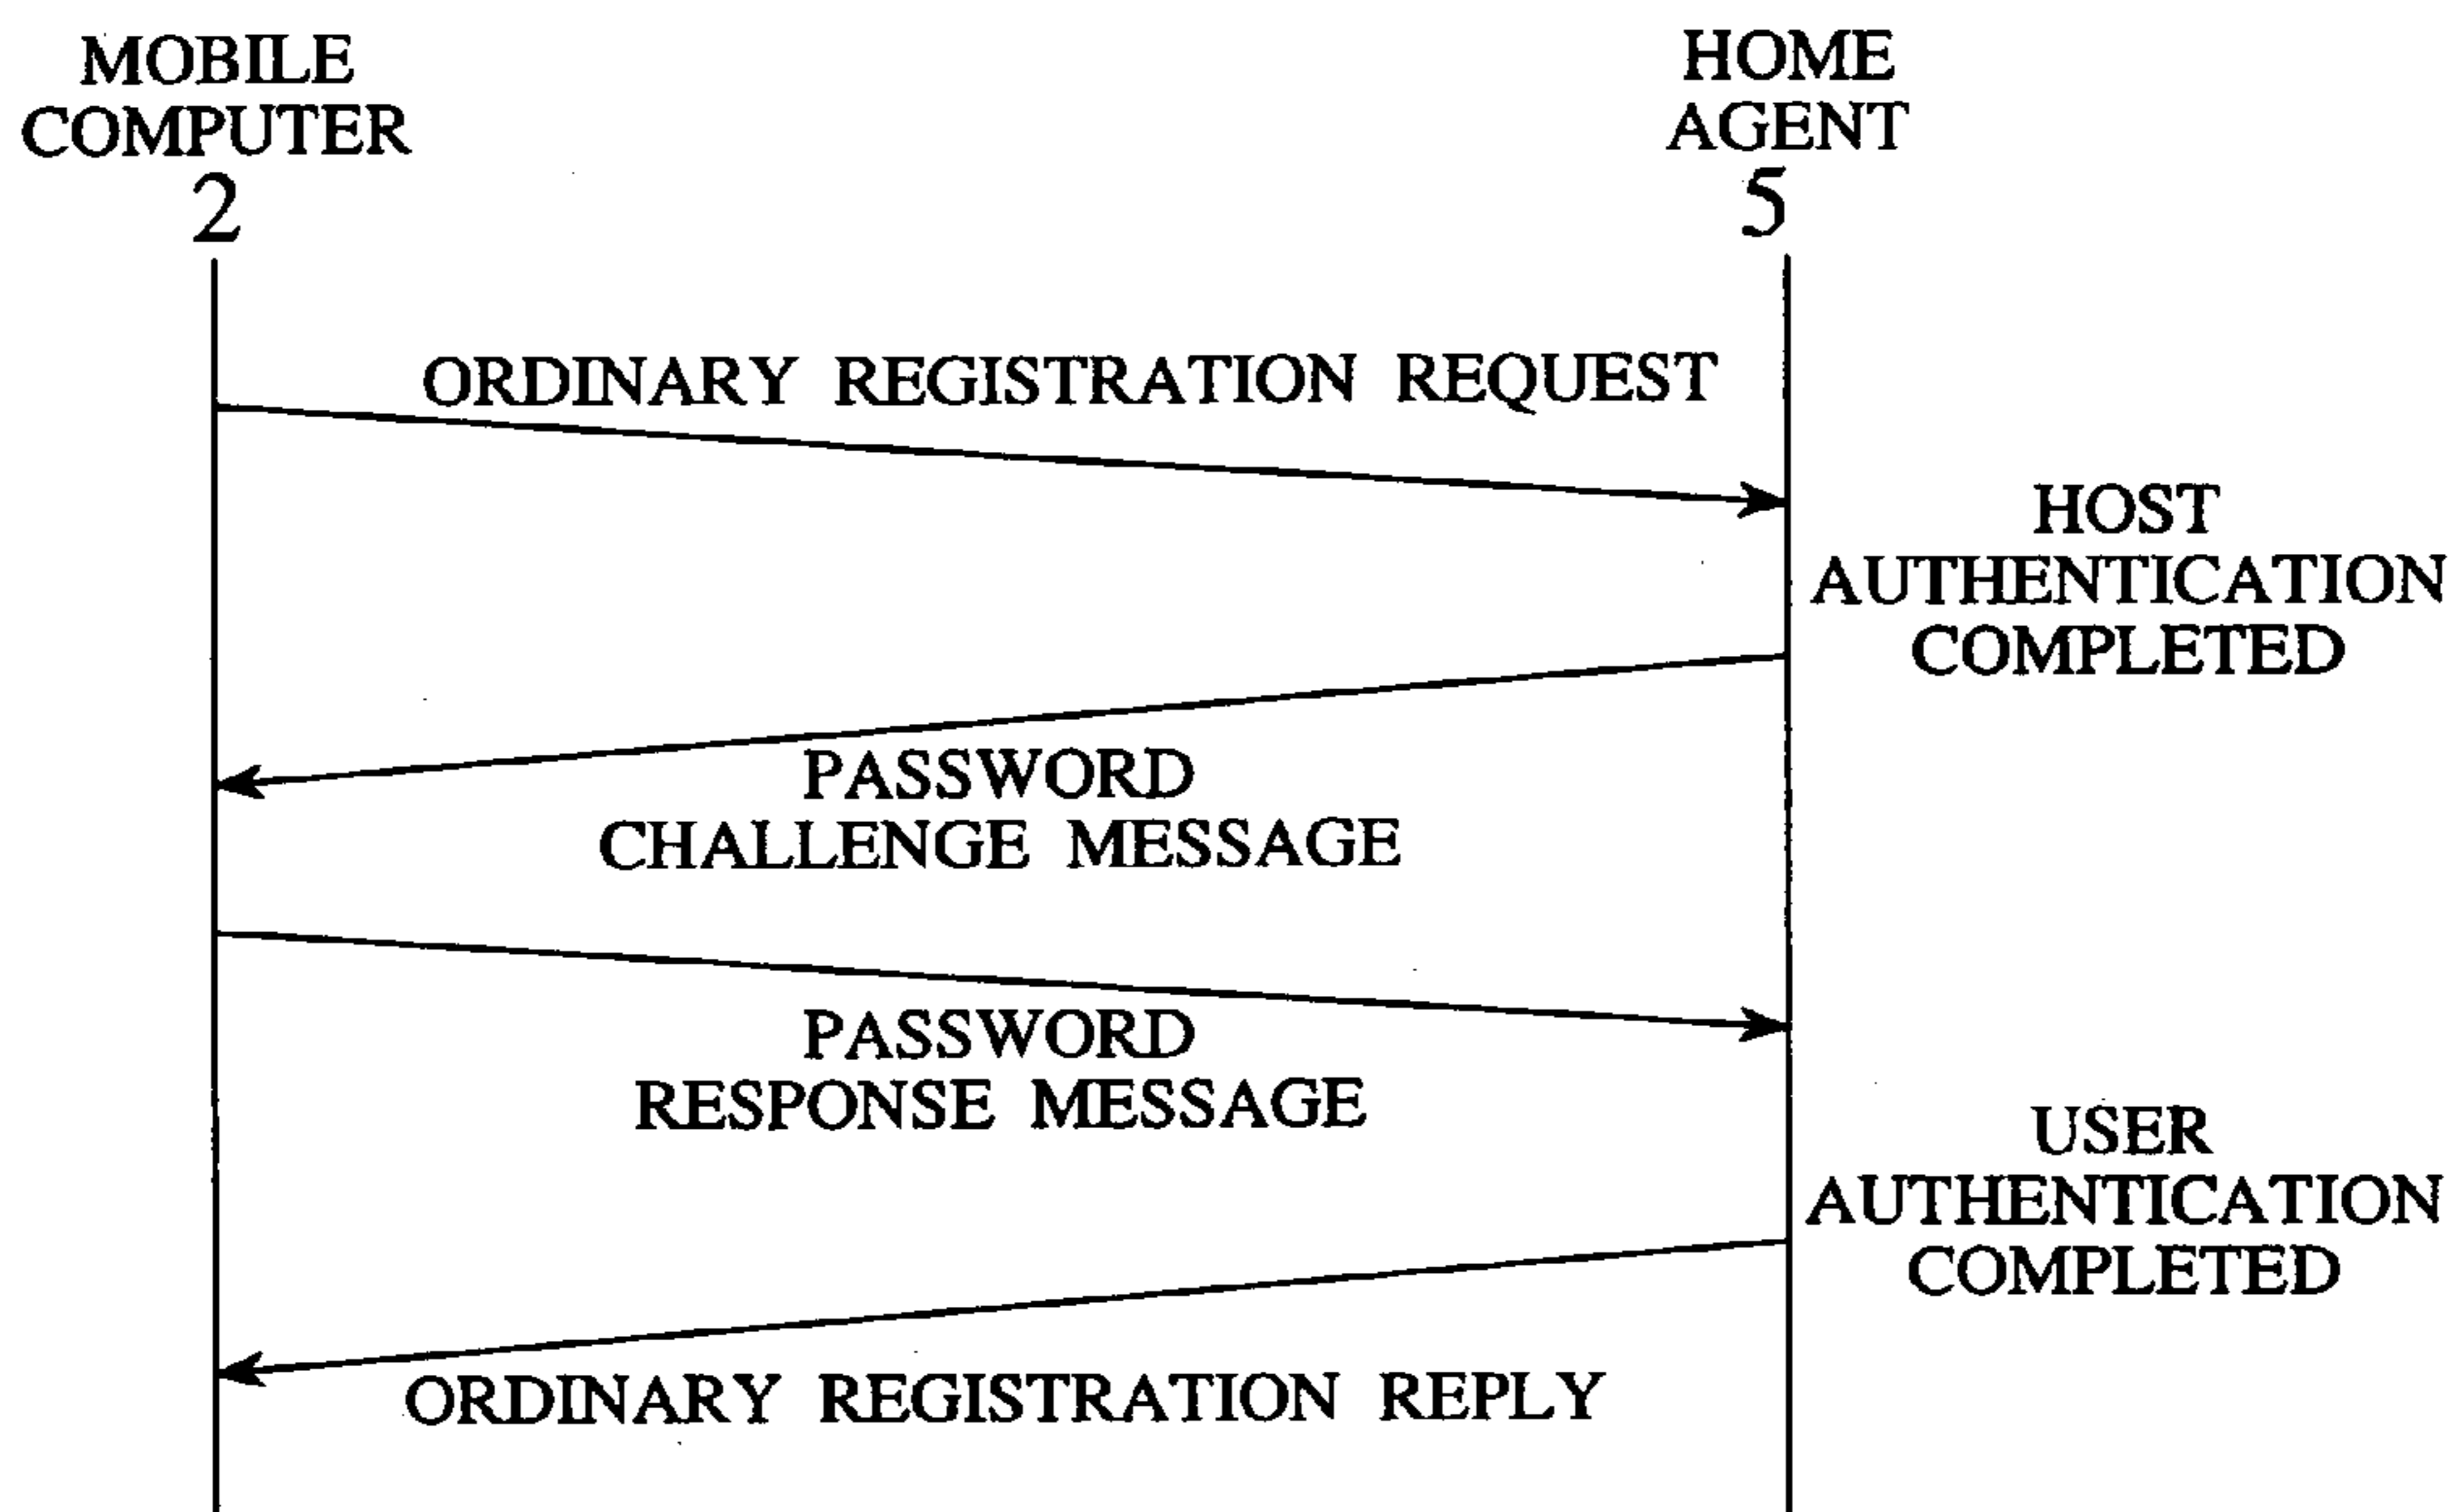 MOBILE
COMPUTER
2
HOME
AGENT
5
ORDINARY REGISTRATION REQUEST
HOST
AUTHENTICATION
COMPLETED
PASSWORD
CHALLENGE MESSAGE
PASSWORD
RESPONSE MESSAGE
USER
AUTHENTICATION
COMPLETED
ORDINARY REGISTRATION REPLY